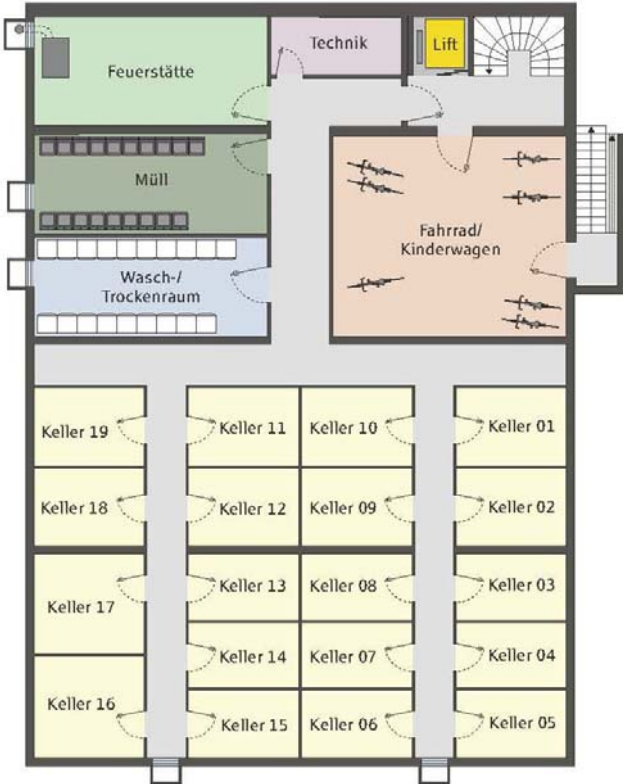 Feuerstätte
Technik
Lift
Müll
Fahrrad/
Kinderwagen
Wasch-/
Trockenraum
Keller 19
Keller 11
Keller 10
Keller 01
Keller 18
Keller 12
Keller 09
Keller 02
Keller 17
Keller 13
Keller 08
Keller 03
Keller 14
Keller 07
Keller 04
Keller 16
Keller 15
Keller 06
Keller 05